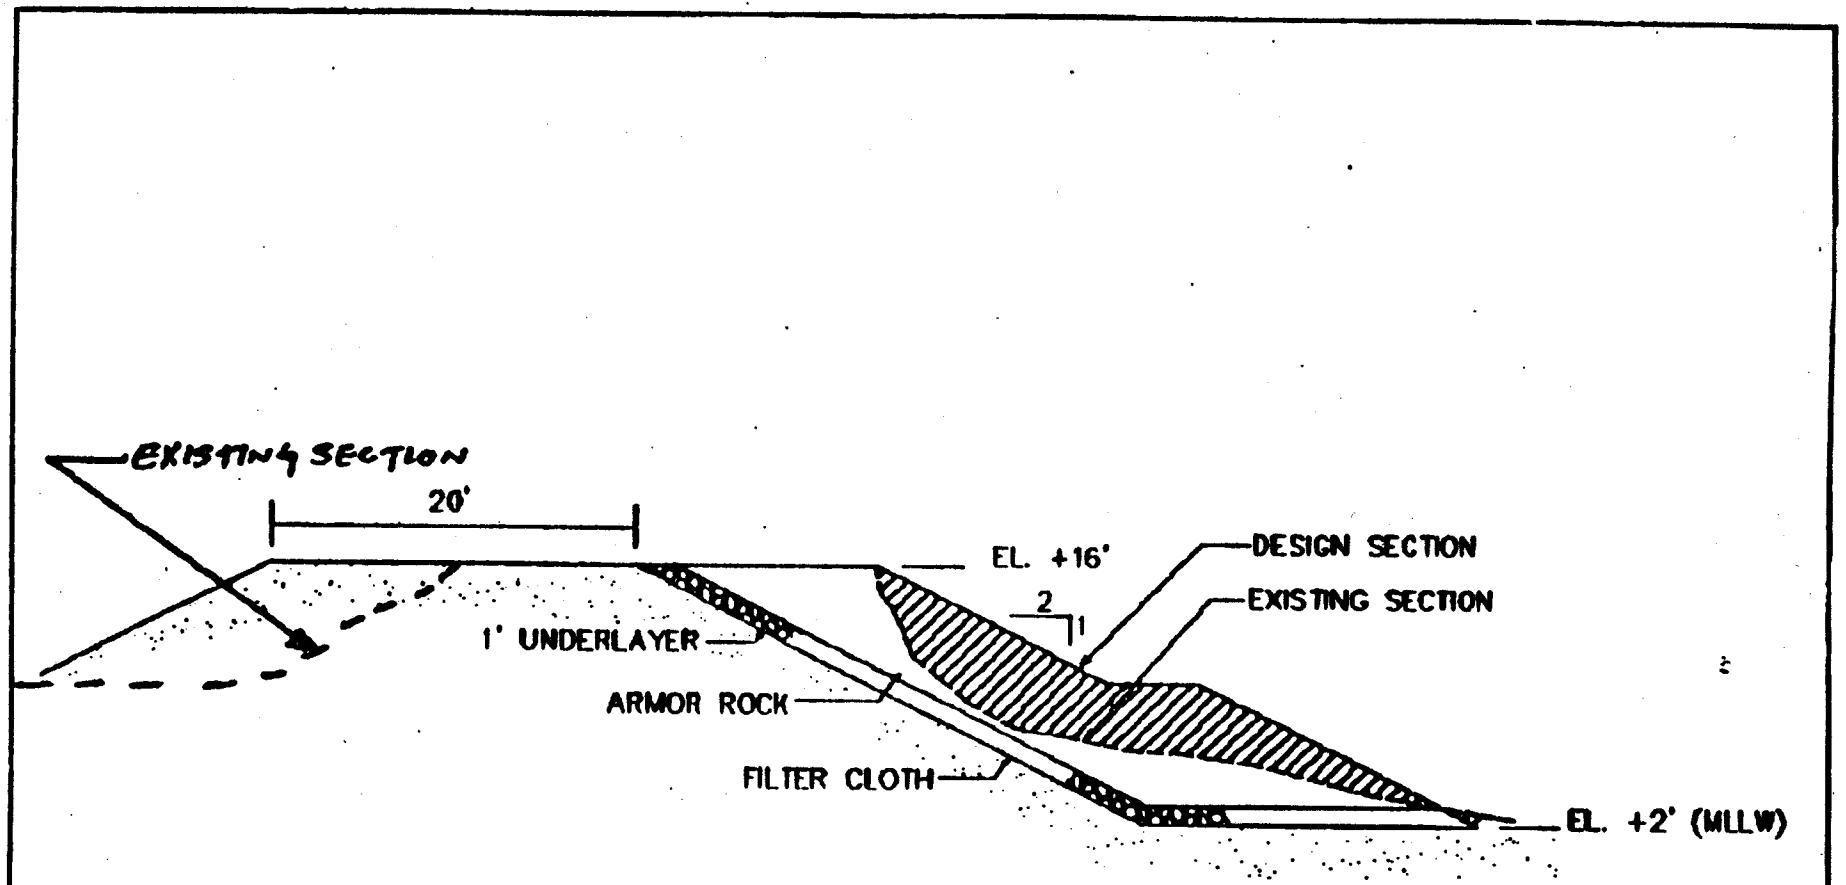 EXISTING SECTION
20'
EL. +16'
DESIGN SECTION
EXISTING SECTION
2
1
1' UNDERLAYER
ARMOR ROCK
FILTER CLOTH
EL. +2' (MLLW)